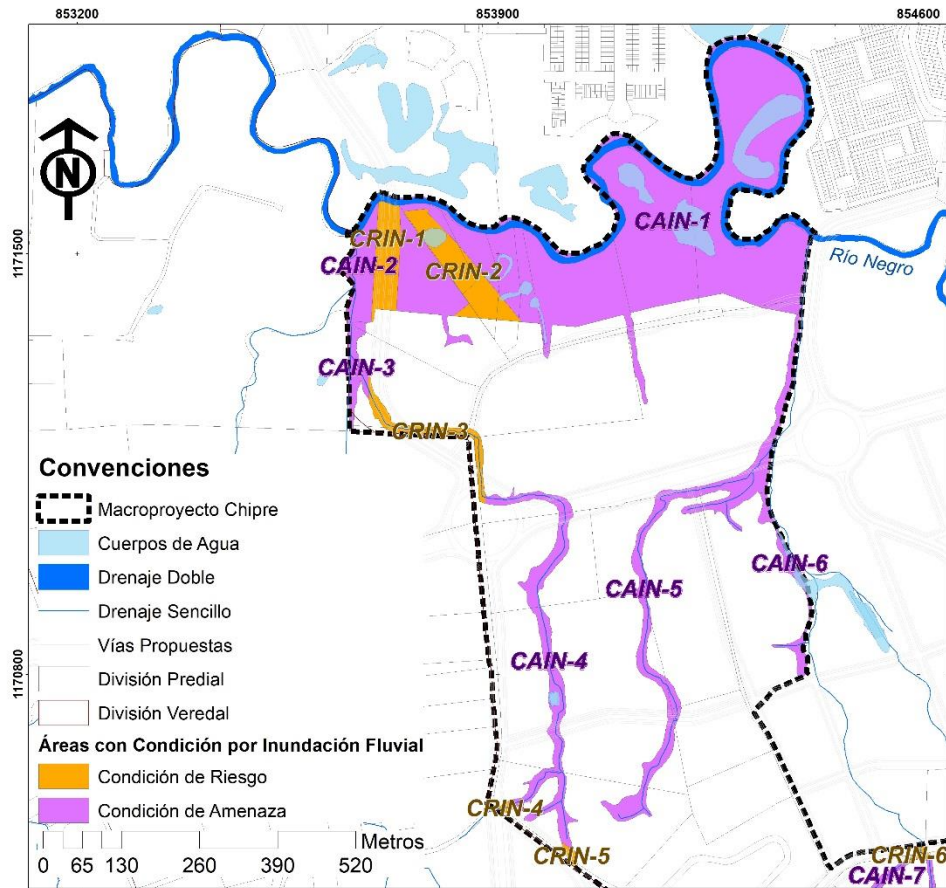 853200
853900
854600
N
1171500
CAIN-1
CRIN-1
CAIN-2
CRIN-2
Río Negro
CAIN-3
CRIN-3
Convenciones
Macroproyecto Chipre
Cuerpos de Agua
Drenaje Doble
Drenaje Sencillo
Vías Propuestas
División Predial
División Veredal
Áreas con Condición por Inundación Fluvial
Condición de Riesgo
Condición de Amenaza
Metros
0 65 130 260 390 520
1170800
CAIN-6
CAIN-5
CAIN-4
CRIN-4
CRIN-5
CRIN-6
CAIN-7